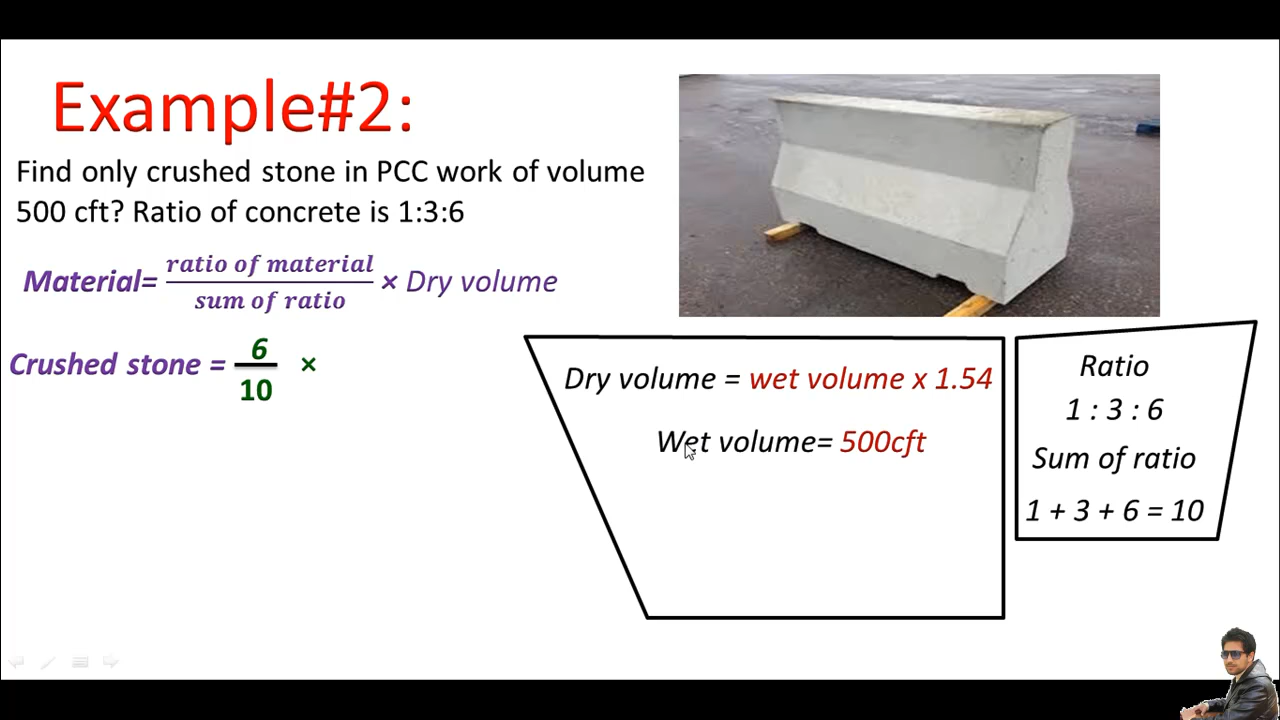 Example#2:
Find only crushed stone in PCC work of volume
500 cft? Ratio of concrete is 1:3:6
Material= ratio of material / sum of ratio × Dry volume
Crushed stone = 6 / 10 ×
Dry volume = wet volume x 1.54
Wet volume= 500cft
Ratio
1 : 3 : 6
Sum of ratio
1 + 3 + 6 = 10